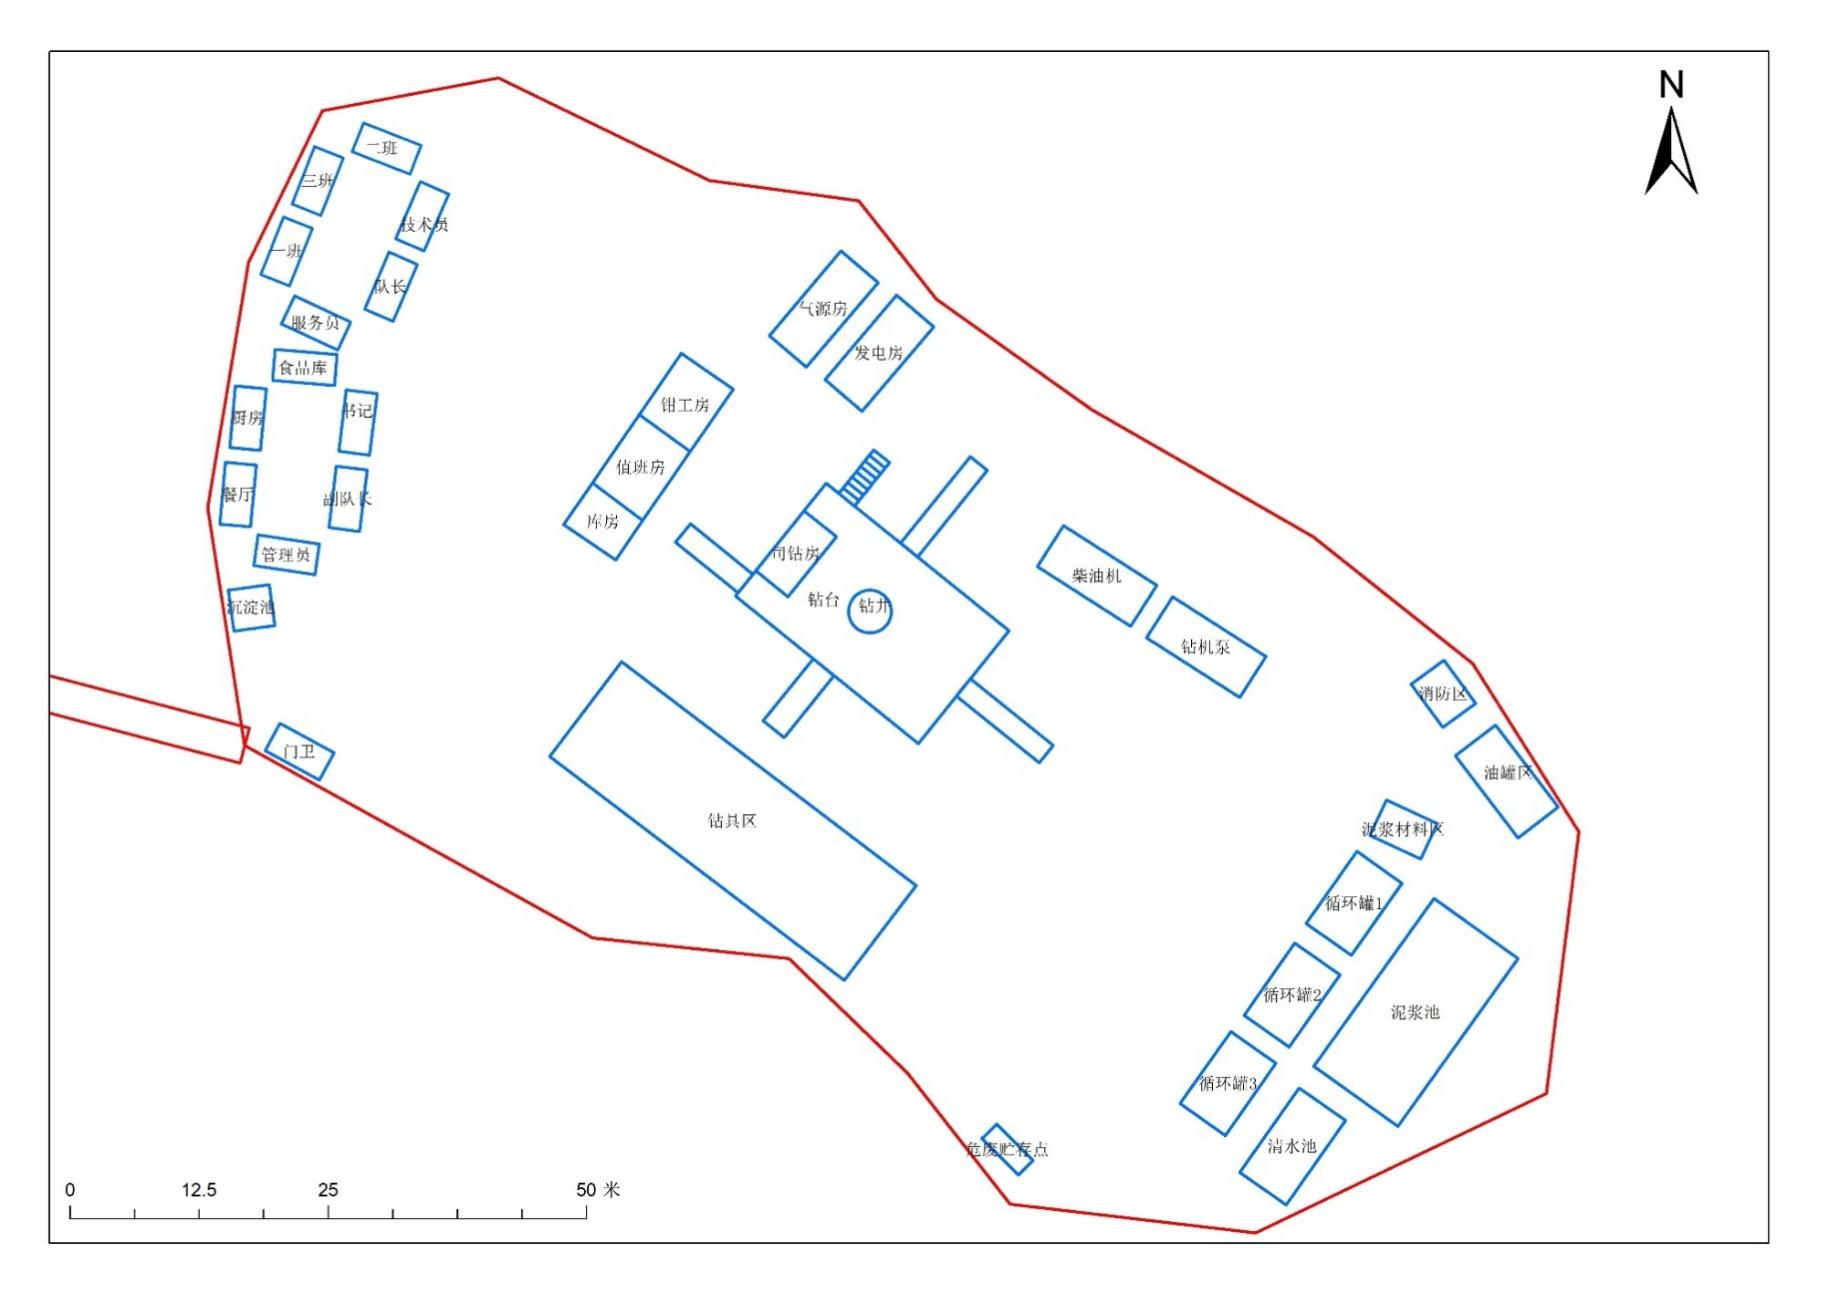 N
二班
三班
技术员
一班
队长
服务员
食品库
厨房
书记
餐厅
副队长
管理员
沉淀池
门卫
气源房
发电房
钳工房
值班房
库房
司钻房
钻台
钻井
柴油机
钻机泵
钻具区
消防区
油罐区
泥浆材料区
循环罐1
循环罐2
泥浆池
循环罐3
清水池
危废贮存点
0 12.5 25 50 米